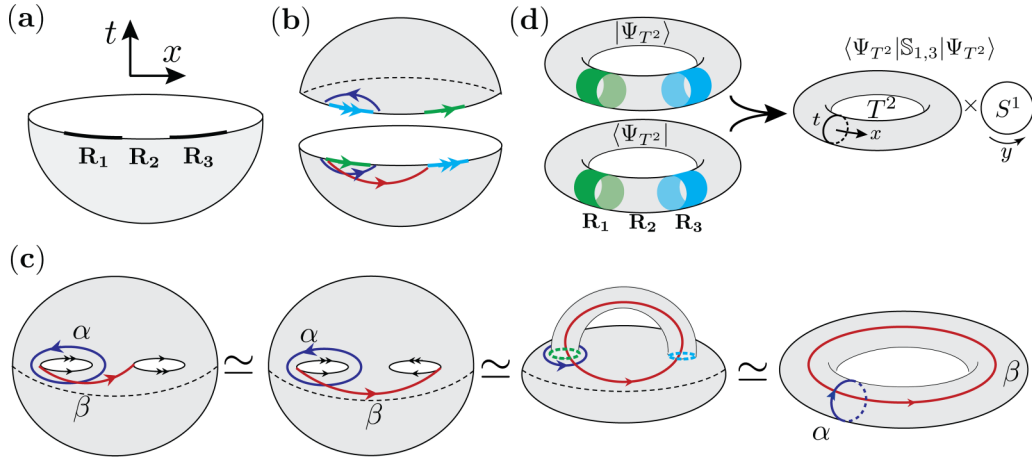 (a)
t
x
R₁ R₂ R₃
(b)
(c)
α
β
≃
α
β
≃
≃
β
α
(d)
|Ψ_{T²}⟩
⟨Ψ_{T²}|
R₁ R₂ R₃
⟨Ψ_{T²}|𝕊_{1,3}|Ψ_{T²}⟩
T²
t
x
×
S¹
y